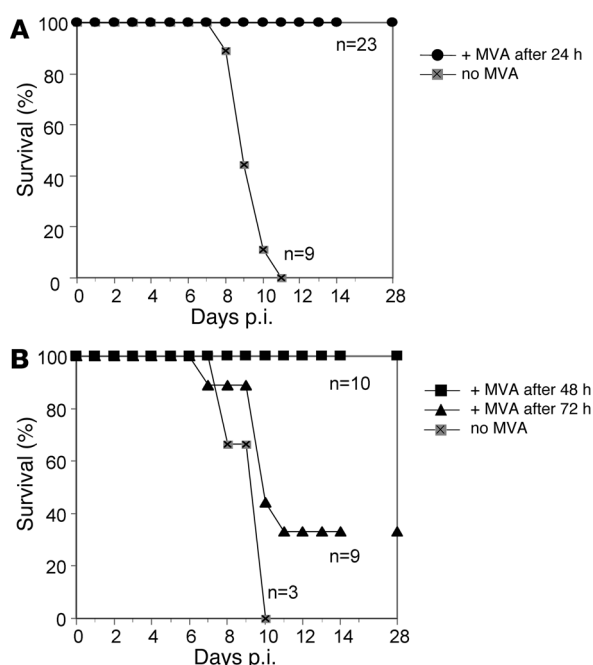 A
100
80
60
40
20
0
Survival (%)
n=23
n=9
0 2 4 6 8 10 12 14 28
Days p.i.
+ MVA after 24 h
no MVA
B
100
80
60
40
20
0
Survival (%)
n=10
n=9
n=3
0 2 4 6 8 10 12 14 28
Days p.i.
+ MVA after 48 h
+ MVA after 72 h
no MVA